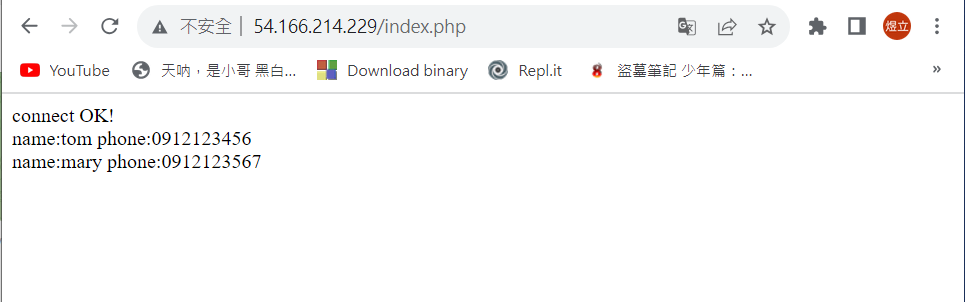 不安全 | 54.166.214.229/index.php
煜立
YouTube 天吶，是小哥 黑白... Download binary Repl.it 盜墓筆記 少年篇：... »
connect OK!
name:tom phone:0912123456
name:mary phone:0912123567